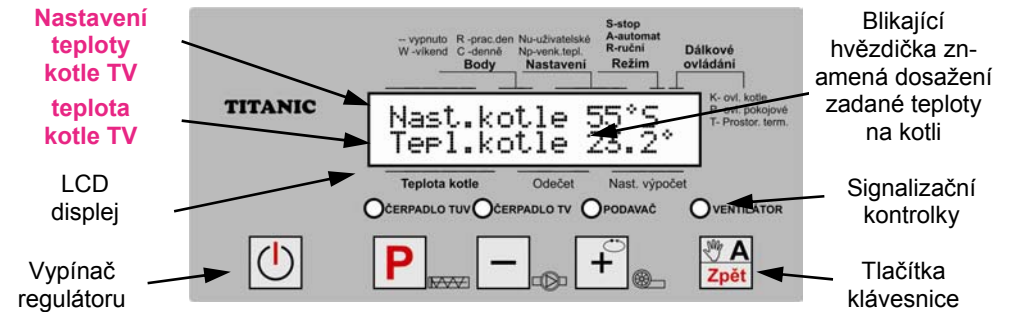 Nastavení
teploty
kotle TV
teplota
kotle TV
LCD
displej
Vypínač
regulátoru
-- vypnuto R -prac.den Nu-uživatelské
W -víkend C -denně Np-venk.tepl.
Body Nastavení
S-stop
A-automat
R-ruční
Režim
Dálkové
ovládání
K- ovl. kotle
ovl. pokojové
T- Prostor. term.
TITANIC
Nast.kotle 55°S
Tepl.kotle 23.2°
Teplota kotle Odečet Nast. výpočet
ČERPADLO TUV ČERPADLO TV PODAVAČ VENTILÁTOR
P − + A
Zpět
Blikající
hvězdička zn-
amená dosažení
zadané teploty
na kotli
Signalizační
kontrolky
Tlačítka
klávesnice